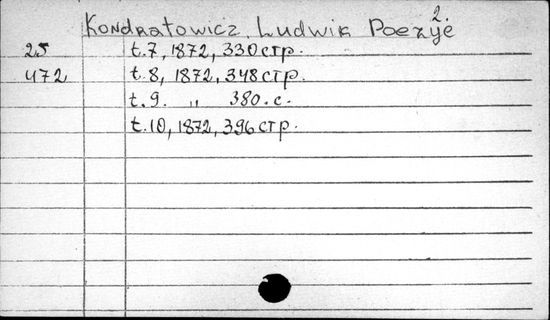 2.
Kondratowicz, Ludwik Poezye
25 t. 7, 1872, 330 стр.
472 t. 8, 1872, 348 стр.
t. 9. " 380. с.
t. 10, 1872, 396 стр.